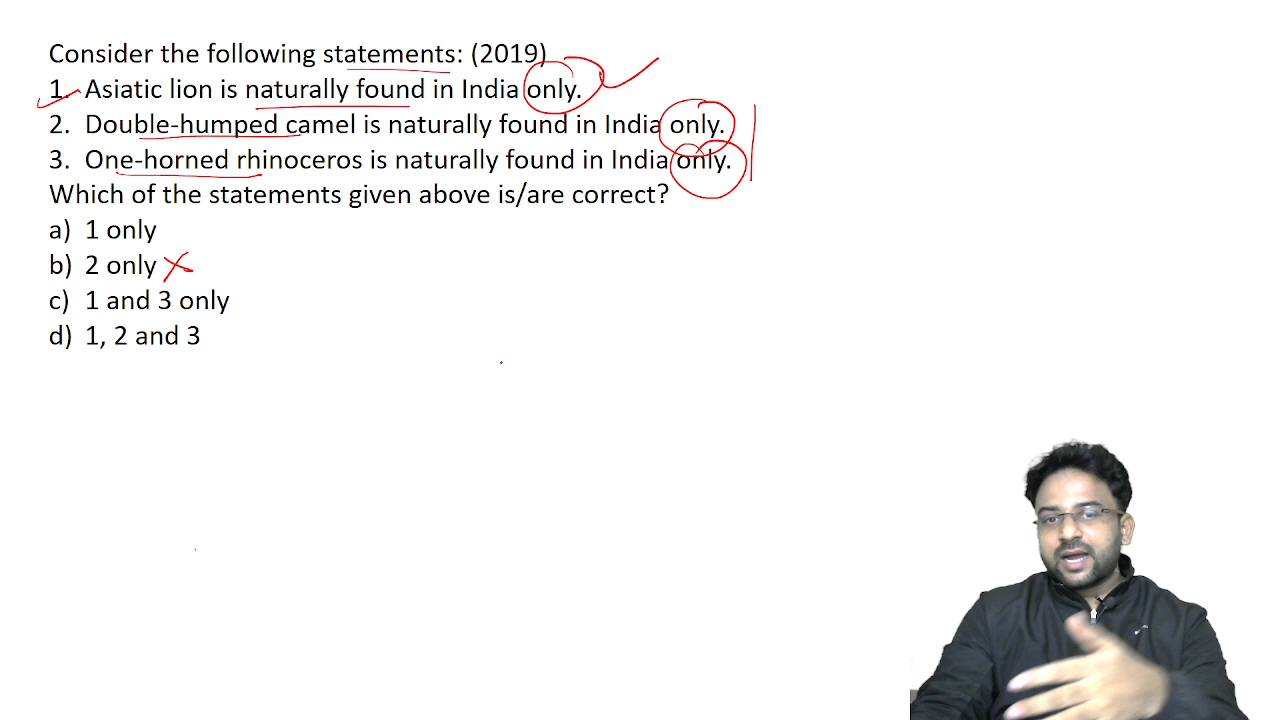 Consider the following statements: (2019)
1. Asiatic lion is naturally found in India only.
2. Double-humped camel is naturally found in India only.
3. One-horned rhinoceros is naturally found in India only.
Which of the statements given above is/are correct?
a) 1 only
b) 2 only
c) 1 and 3 only
d) 1, 2 and 3